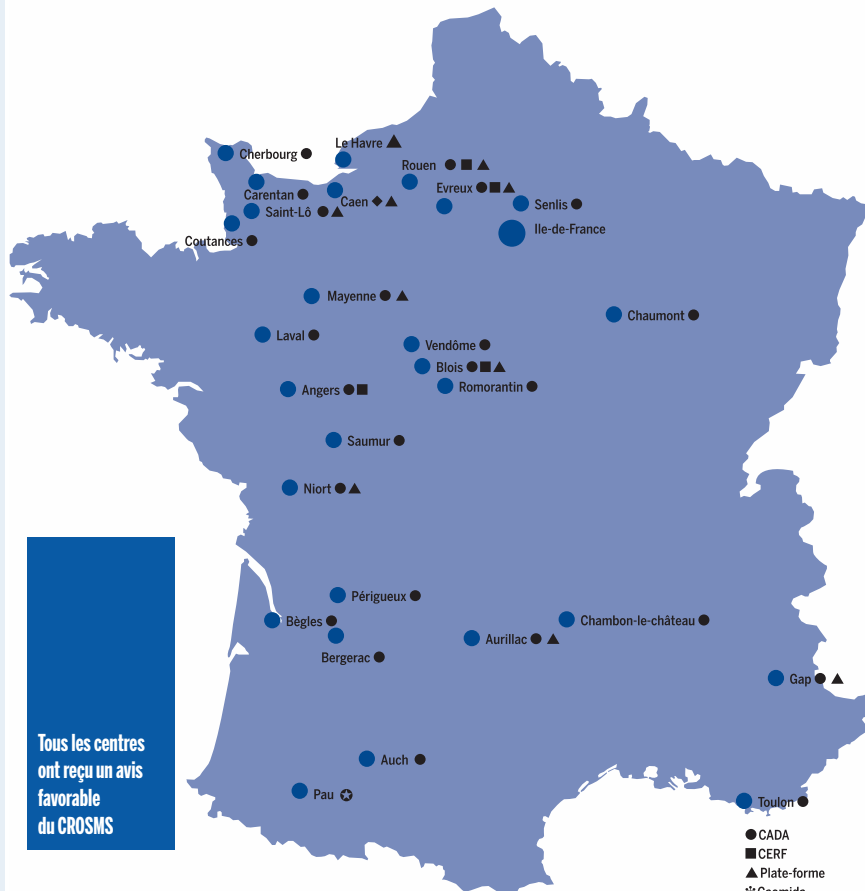 Le Havre
Cherbourg
Rouen
Evreux
Carentan
Caen
Senlis
Saint-Lô
Ile-de-France
Coutances
Mayenne
Chaumont
Laval
Vendôme
Blois
Angers
Romorantin
Saumur
Niort
Périgueux
Bègles
Chambon-le-château
Aurillac
Bergerac
Gap
Tous les centres
ont reçu un avis
favorable
du CROSMS
Auch
Pau
Toulon
CADA
CERF
Plate-forme